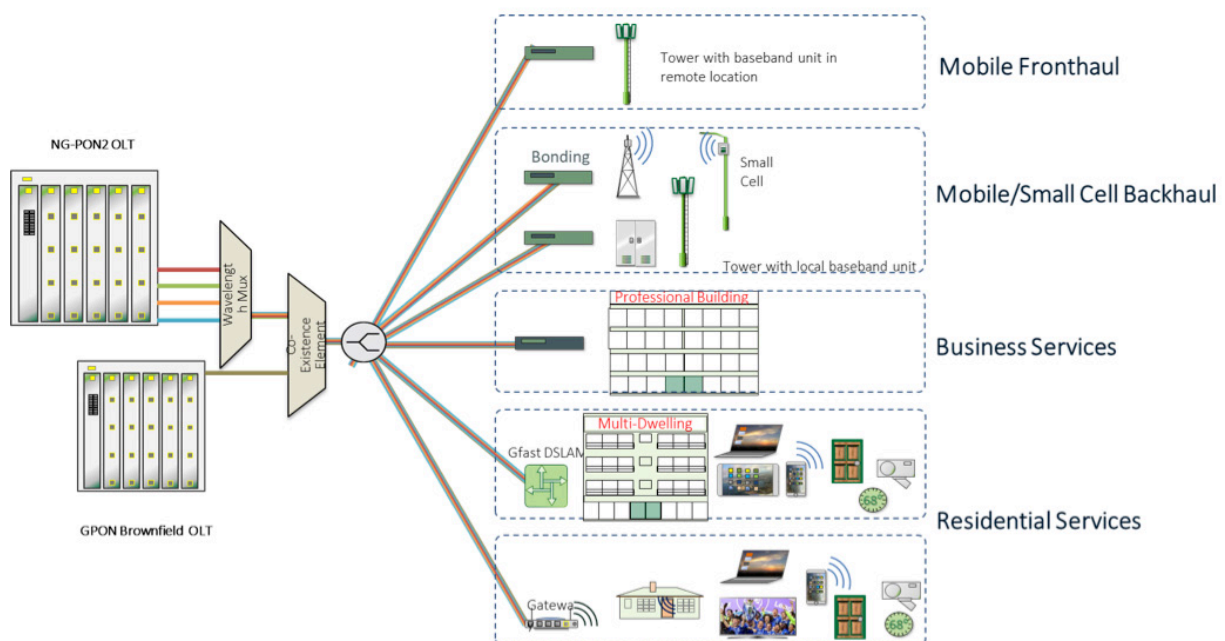 Tower with baseband unit in
remote location
Mobile Fronthaul
NG-PON2 OLT
Bonding
Small
Cell
Mobile/Small Cell Backhaul
Tower with local baseband unit
Wavelengt
h Mux
Co-
Existence
Element
Professional Building
Business Services
GPON Brownfield OLT
Multi-Dwelling
Gfast DSLAM
68°
Residential Services
Gatewa
68°